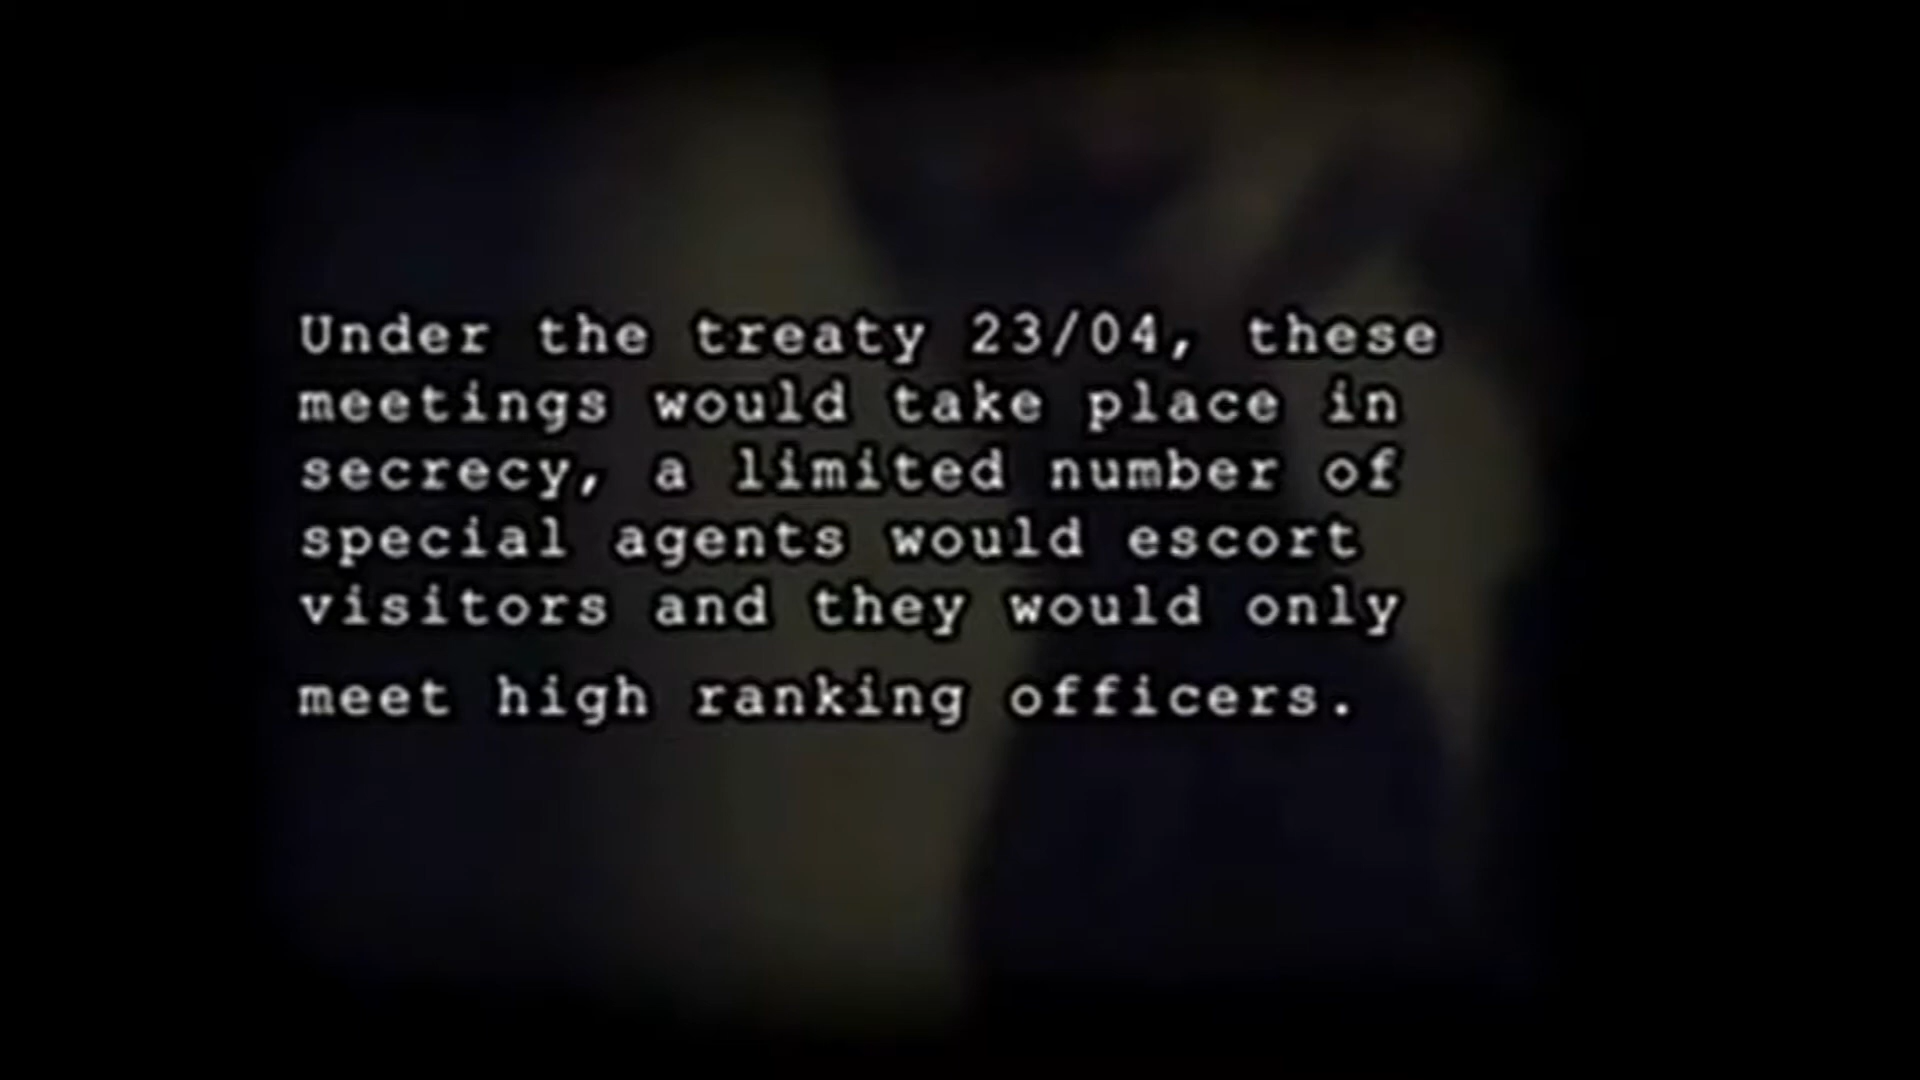 Under the treaty 23/04, these
meetings would take place in
secrecy, a limited number of
special agents would escort
visitors and they would only
meet high ranking officers.